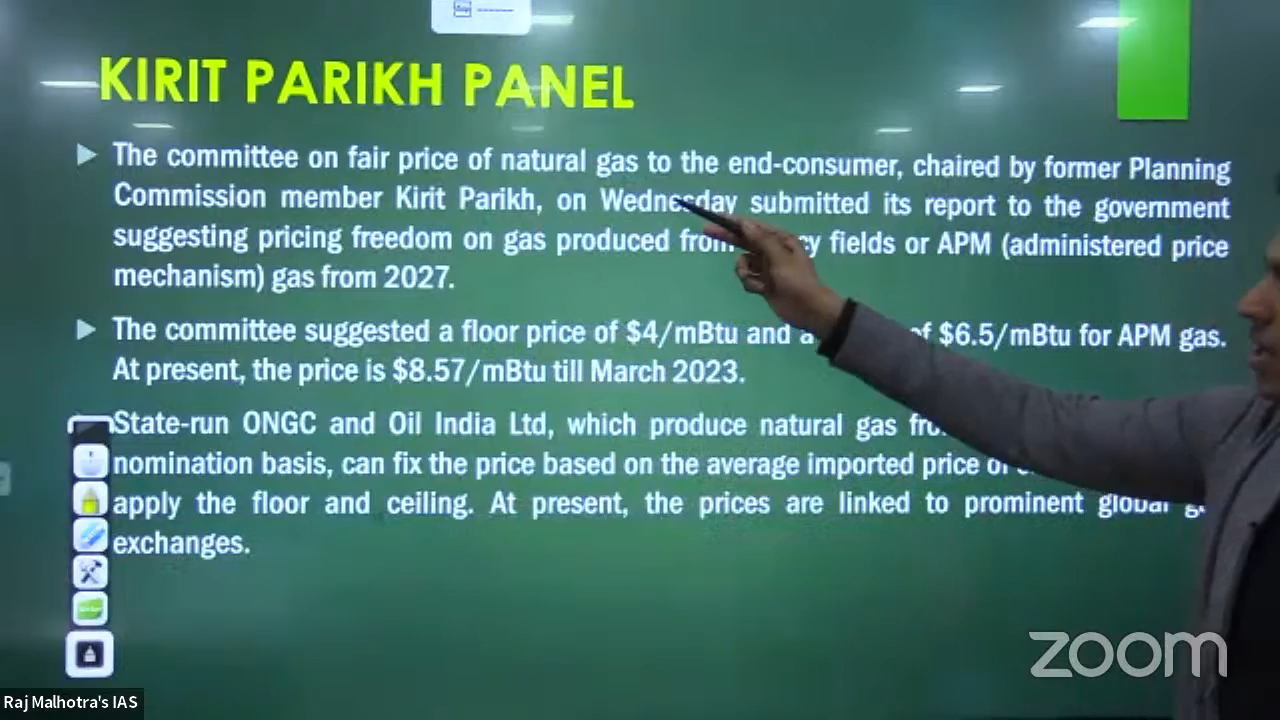 KIRIT PARIKH PANEL
The committee on fair price of natural gas to the end-consumer, chaired by former Planning
Commission member Kirit Parikh, on Wednesday submitted its report to the government
suggesting pricing freedom on gas produced from fields or APM (administered price
mechanism) gas from 2027.
The committee suggested a floor price of $4/mBtu and a of $6.5/mBtu for APM gas.
At present, the price is $8.57/mBtu till March 2023.
State-run ONGC and Oil India Ltd, which produce natural gas
nomination basis, can fix the price based on the average imported price
apply the floor and ceiling. At present, the prices are linked to prominent global
exchanges.
zoom
Raj Malhotra's IAS